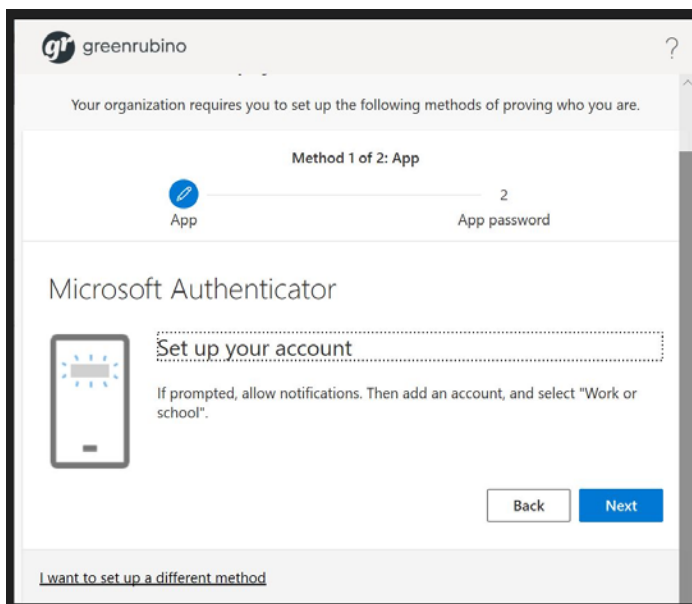 gr greenrubino
?
Your organization requires you to set up the following methods of proving who you are.
Method 1 of 2: App
2
App
App password
Microsoft Authenticator
Set up your account
If prompted, allow notifications. Then add an account, and select "Work or
school".
Back
Next
I want to set up a different method